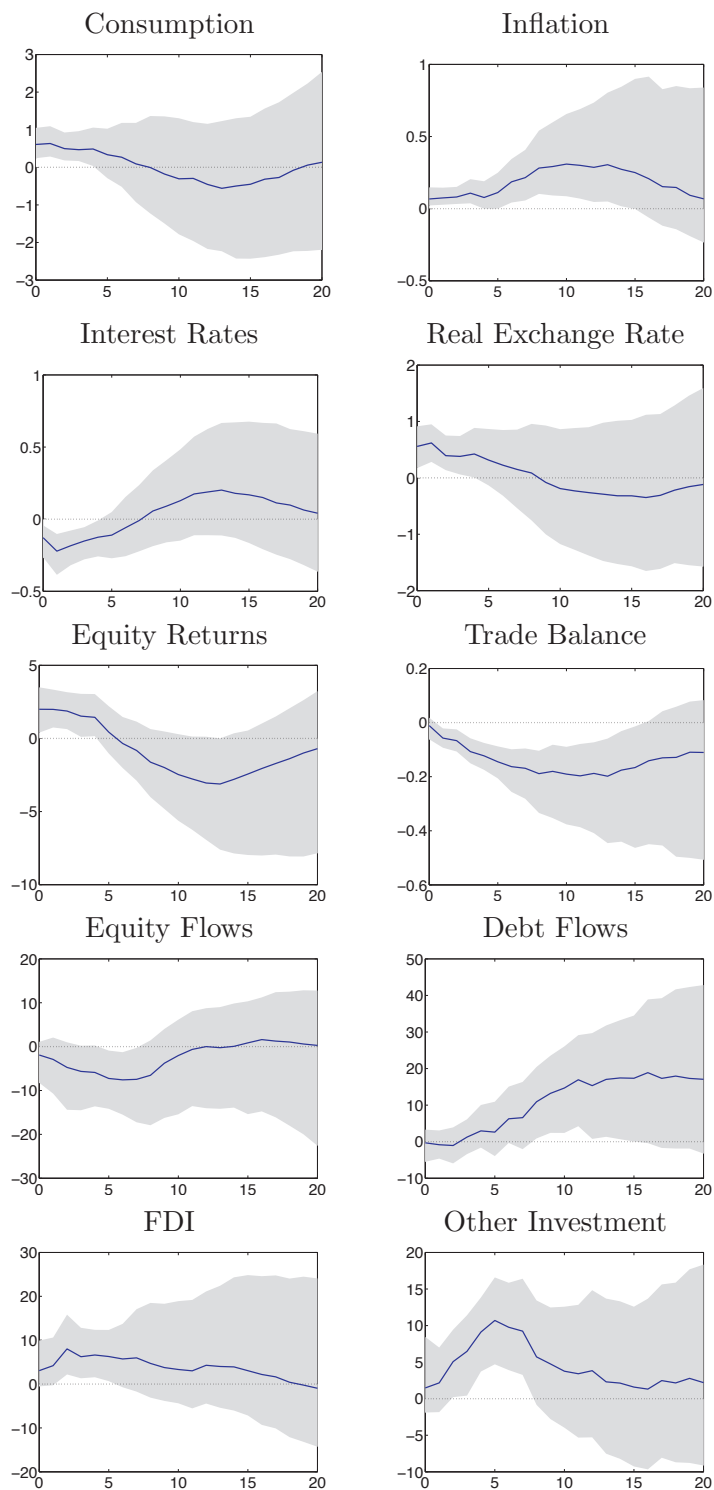 Consumption
3
2
1
0
−1
−2
−3
0 5 10 15 20
Inflation
1
0.5
0
−0.5
0 5 10 15 20
Interest Rates
1
0.5
0
−0.5
0 5 10 15 20
Real Exchange Rate
2
1
0
−1
−2
0 5 10 15 20
Equity Returns
5
0
−5
−10
0 5 10 15 20
Trade Balance
0.2
0
−0.2
−0.4
−0.6
0 5 10 15 20
Equity Flows
20
10
0
−10
−20
−30
0 5 10 15 20
Debt Flows
50
40
30
20
10
0
−10
0 5 10 15 20
FDI
30
20
10
0
−10
−20
0 5 10 15 20
Other Investment
20
15
10
5
0
−5
−10
0 5 10 15 20